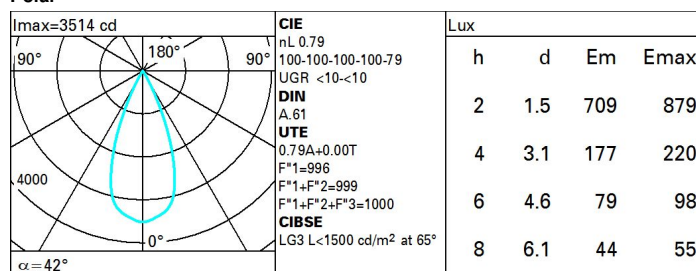 Imax=3514 cd
90°
180°
90°
4000
0°
α=42°
CIE
nL 0.79
100-100-100-100-79
UGR <10-<10
DIN
A.61
UTE
0.79A+0.00T
F"1=996
F"1+F"2=999
F"1+F"2+F"3=1000
CIBSE
LG3 L<1500 cd/m² at 65°
Lux
h d Em Emax
2 1.5 709 879
4 3.1 177 220
6 4.6 79 98
8 6.1 44 55